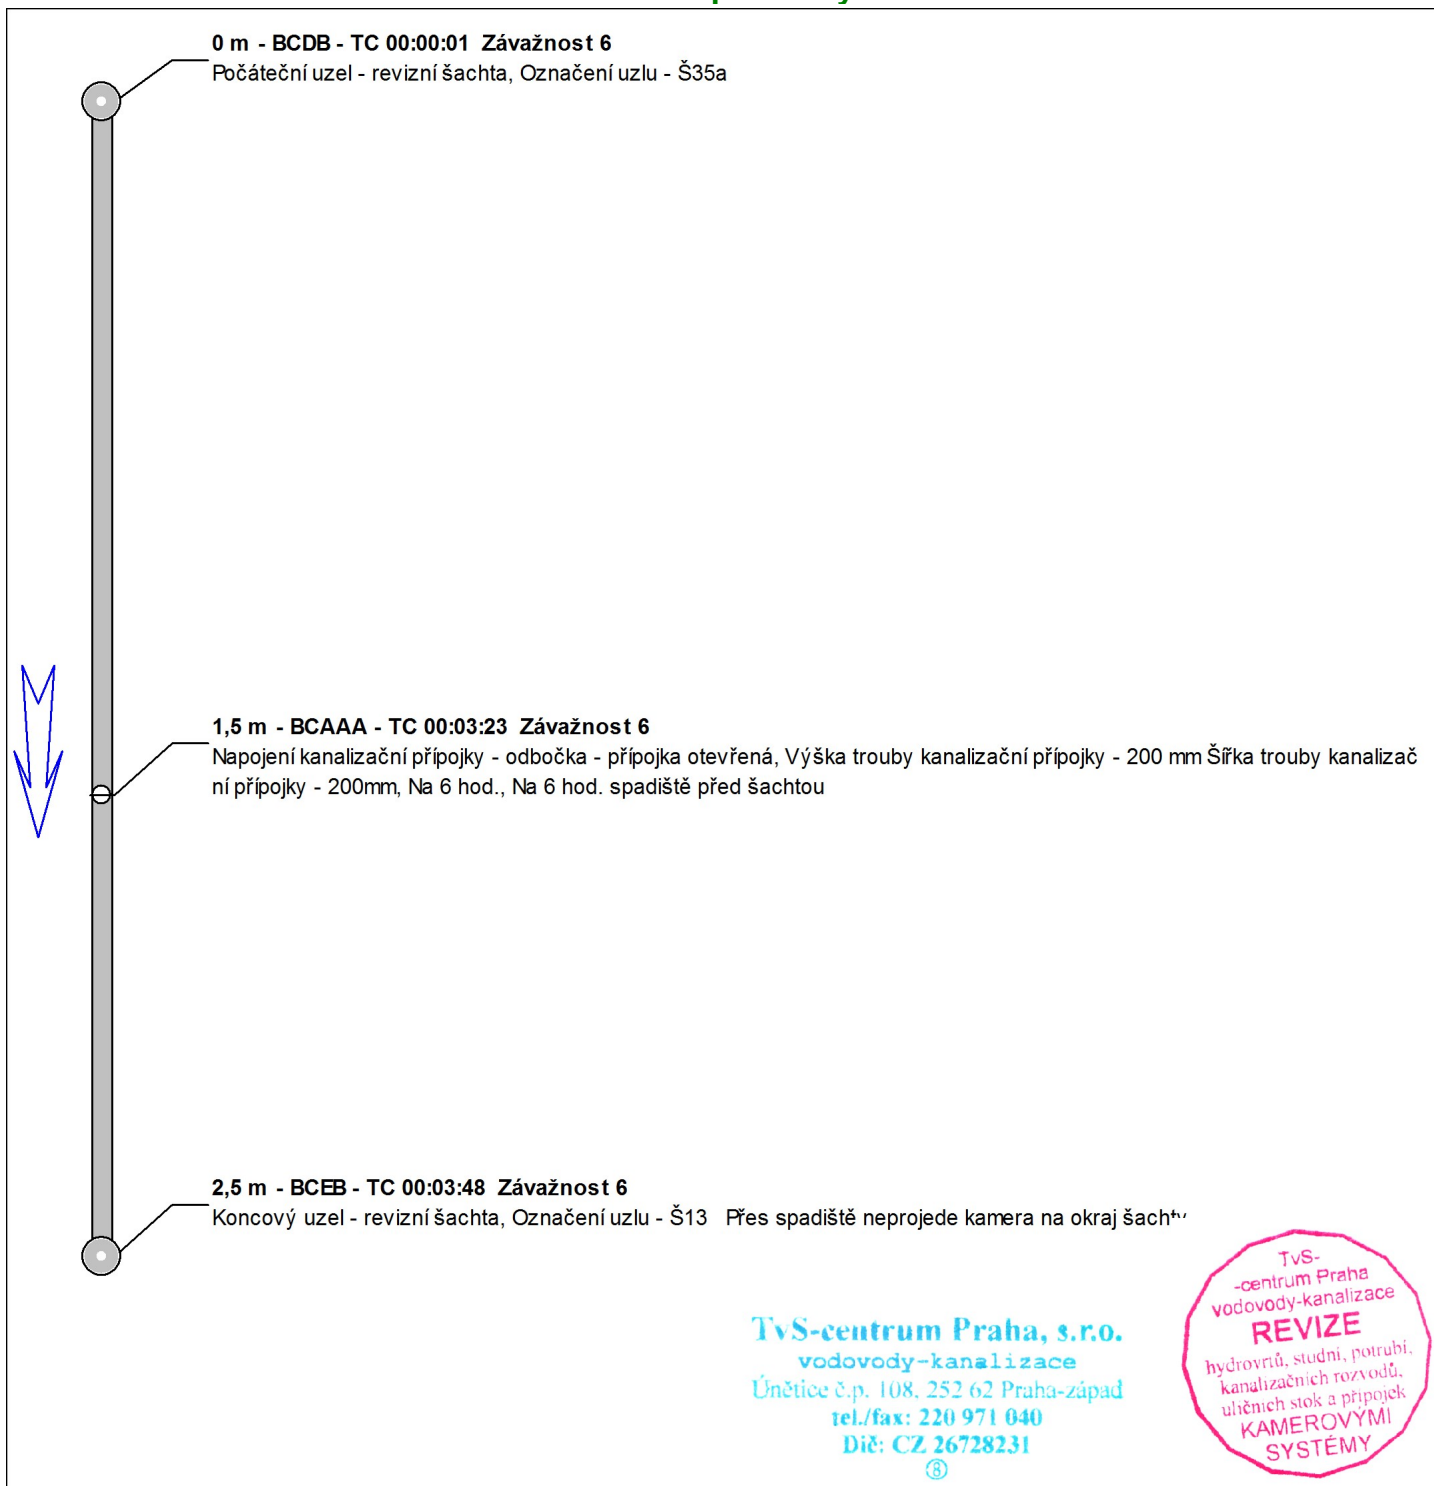 0 m - BCDB - TC 00:00:01 Závažnost 6
Počáteční uzel - revizní šachta, Označení uzlu - Š35a
1,5 m - BCAAA - TC 00:03:23 Závažnost 6
Napojení kanalizační přípojky - odbočka - přípojka otevřená, Výška trouby kanalizační přípojky - 200 mm Šířka trouby kanalizač
ní přípojky - 200mm, Na 6 hod., Na 6 hod. spadiště před šachtou
2,5 m - BCEB - TC 00:03:48 Závažnost 6
Koncový uzel - revizní šachta, Označení uzlu - Š13 Přes spadiště neprojede kamera na okraj šachty
TvS-centrum Praha, s.r.o.
vodovody-kanalizace
Únětice č.p. 108, 252 62 Praha-západ
tel./fax: 220 971 040
Dič: CZ 26728231
8
TvS-
-centrum Praha
vodovody-kanalizace
REVIZE
hydrovrtů, studní, potrubí,
kanalizačních rozvodů,
uličních stok a přípojek
KAMEROVÝMI
SYSTÉMY